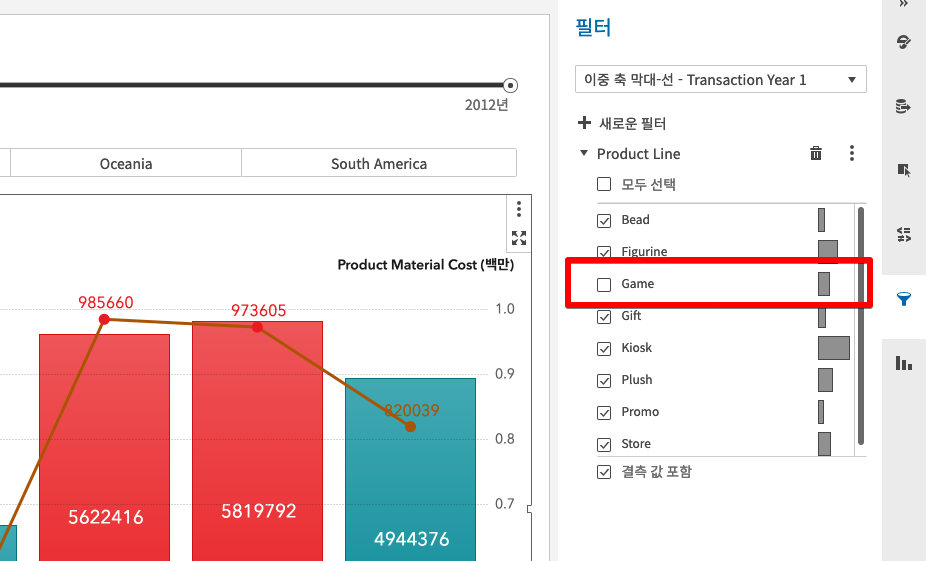 필터
이중 축 막대-선 - Transaction Year 1
2012년
새로운 필터
Product Line
Oceania
South America
모두 선택
Bead
Figurine
Game
Gift
Kiosk
Plush
Promo
Store
결측 값 포함
Product Material Cost (백만)
985660
973605
820039
1.0
0.9
0.8
0.7
5622416
5819792
4944376